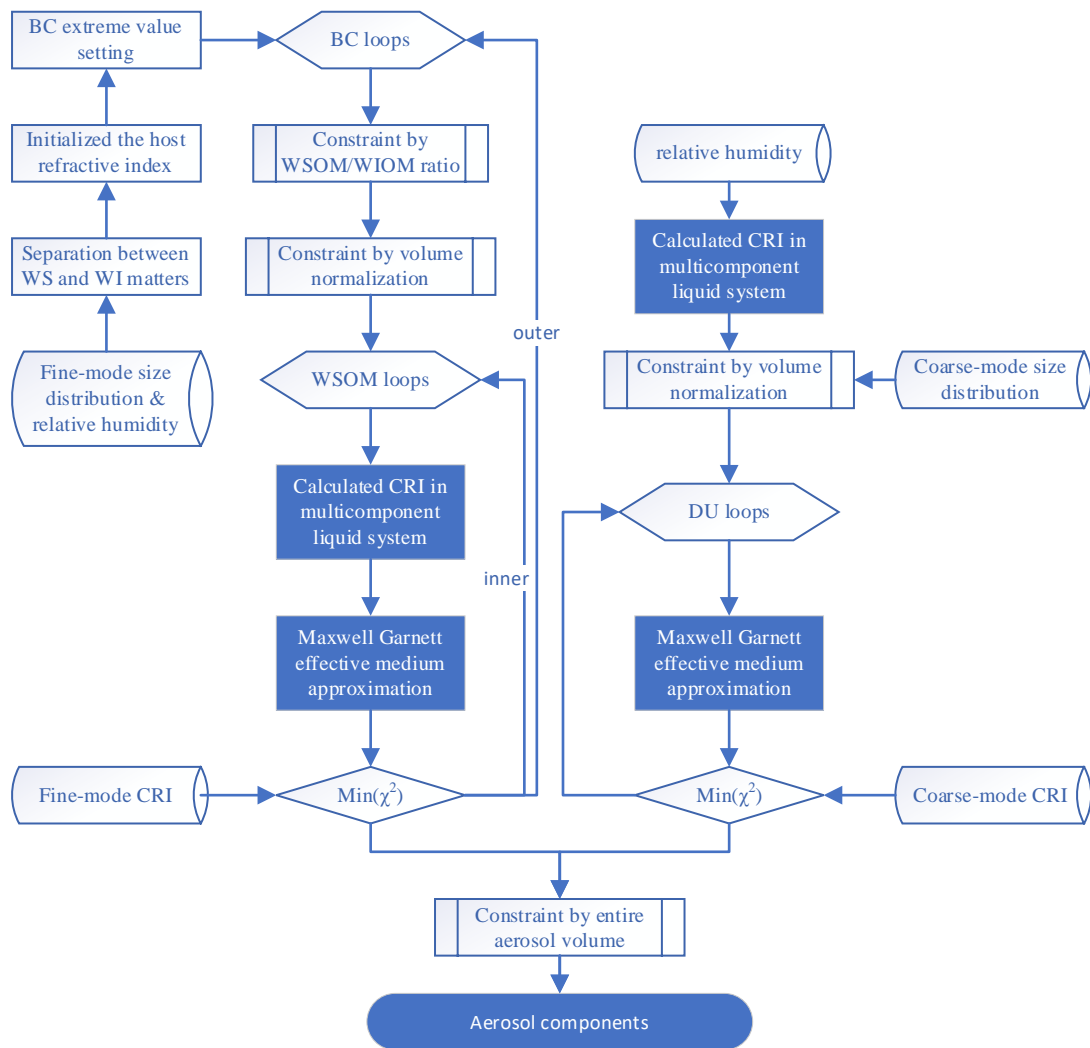 BC extreme value
setting
BC loops
Initialized the host
refractive index
Constraint by
WSOM/WIOM ratio
relative humidity
Separation between
WS and WI matters
Constraint by volume
normalization
Calculated CRI in
multicomponent
liquid system
outer
Fine-mode size
distribution &
relative humidity
WSOM loops
Constraint by volume
normalization
Coarse-mode size
distribution
Calculated CRI in
multicomponent
liquid system
DU loops
inner
Maxwell Garnett
effective medium
approximation
Maxwell Garnett
effective medium
approximation
Fine-mode CRI
Min(χ²)
Min(χ²)
Coarse-mode CRI
Constraint by entire
aerosol volume
Aerosol components